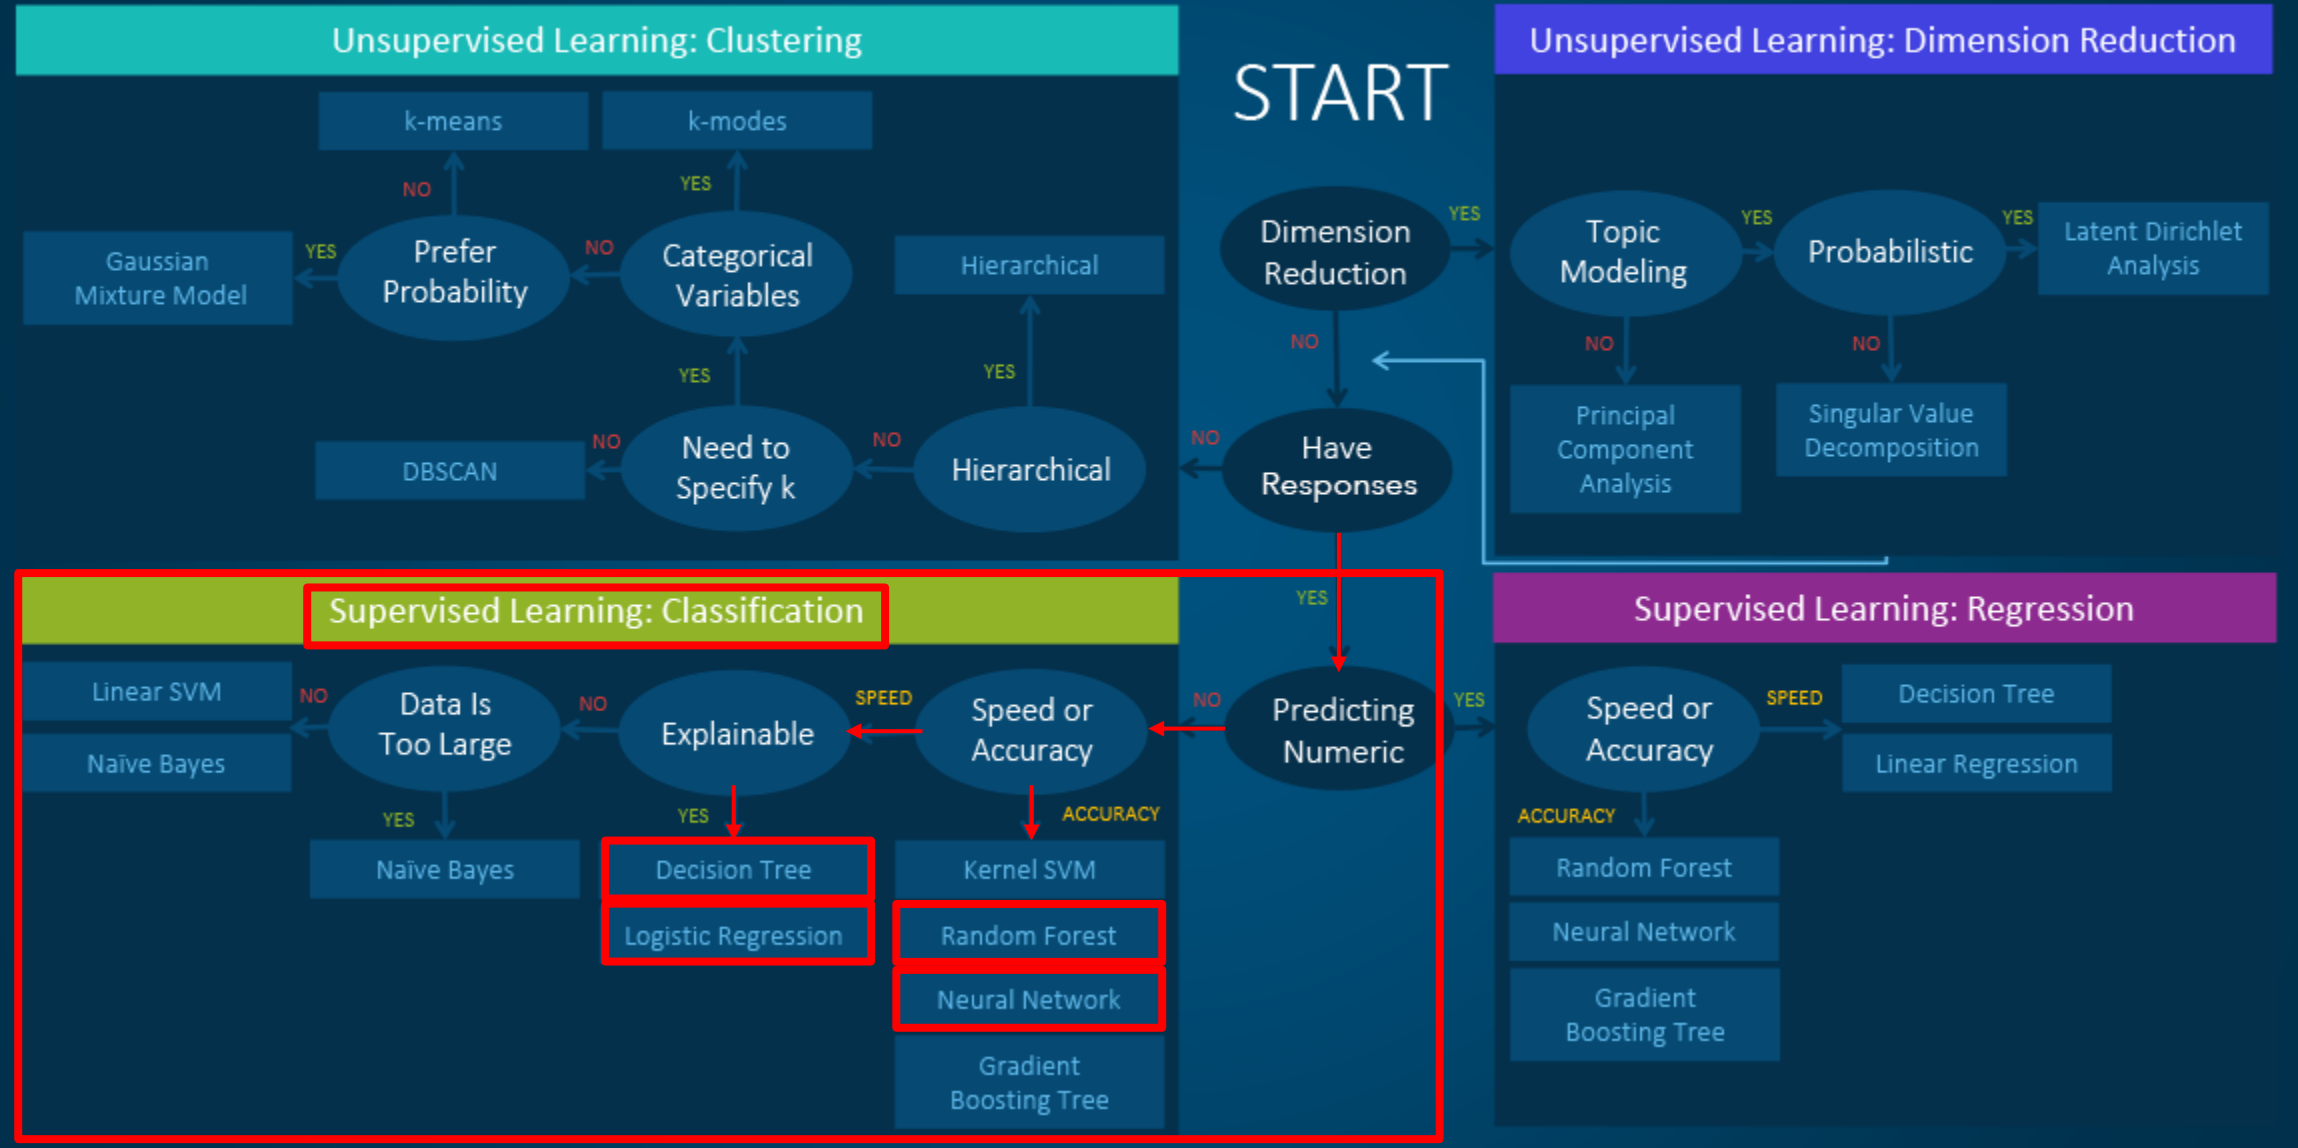 Unsupervised Learning: Clustering
START
Unsupervised Learning: Dimension Reduction
k-means
k-modes
NO
YES
Gaussian
Mixture Model
YES
Prefer
Probability
NO
Categorical
Variables
Hierarchical
YES
YES
DBSCAN
NO
Need to
Specify k
NO
Hierarchical
NO
Dimension
Reduction
YES
NO
Have
Responses
Topic
Modeling
YES
Probabilistic
YES
Latent Dirichlet
Analysis
NO
NO
Principal
Component
Analysis
Singular Value
Decomposition
Supervised Learning: Classification
YES
Supervised Learning: Regression
Linear SVM
Naïve Bayes
NO
Data Is
Too Large
NO
Explainable
SPEED
Speed or
Accuracy
NO
Predicting
Numeric
YES
Speed or
Accuracy
SPEED
Decision Tree
Linear Regression
YES
YES
ACCURACY
ACCURACY
Naïve Bayes
Decision Tree
Logistic Regression
Kernel SVM
Random Forest
Neural Network
Gradient
Boosting Tree
Random Forest
Neural Network
Gradient
Boosting Tree